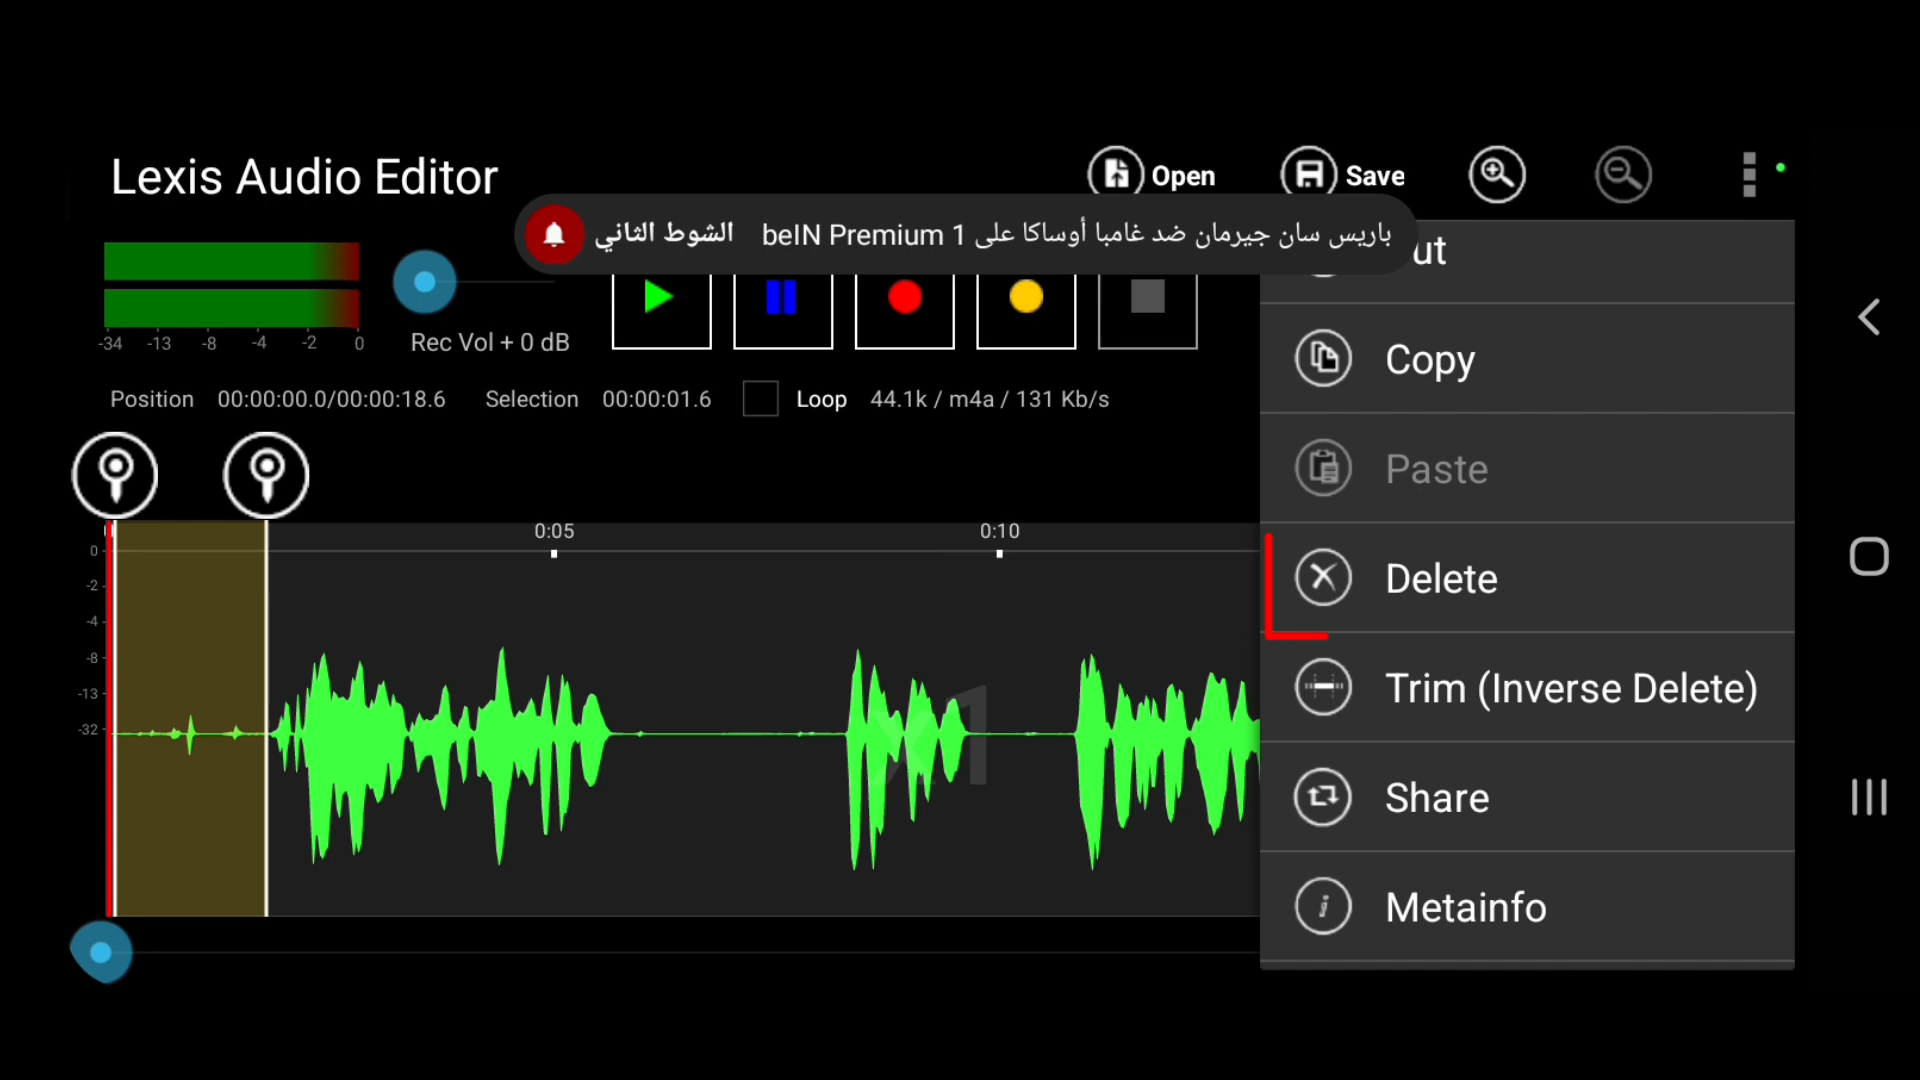 Lexis Audio Editor
Open
Save
الشوط الثاني باريس سان جيرمان ضد غامبا أوساكا على beIN Premium 1
-34 -13 -8 -4 -2 0
Rec Vol + 0 dB
Position 00:00:00.0/00:00:18.6 Selection 00:00:01.6 Loop 44.1k / m4a / 131 Kb/s
0:05 0:10
0
-2
-4
-8
-13
-32
x1
ut
Copy
Paste
Delete
Trim (Inverse Delete)
Share
Metainfo